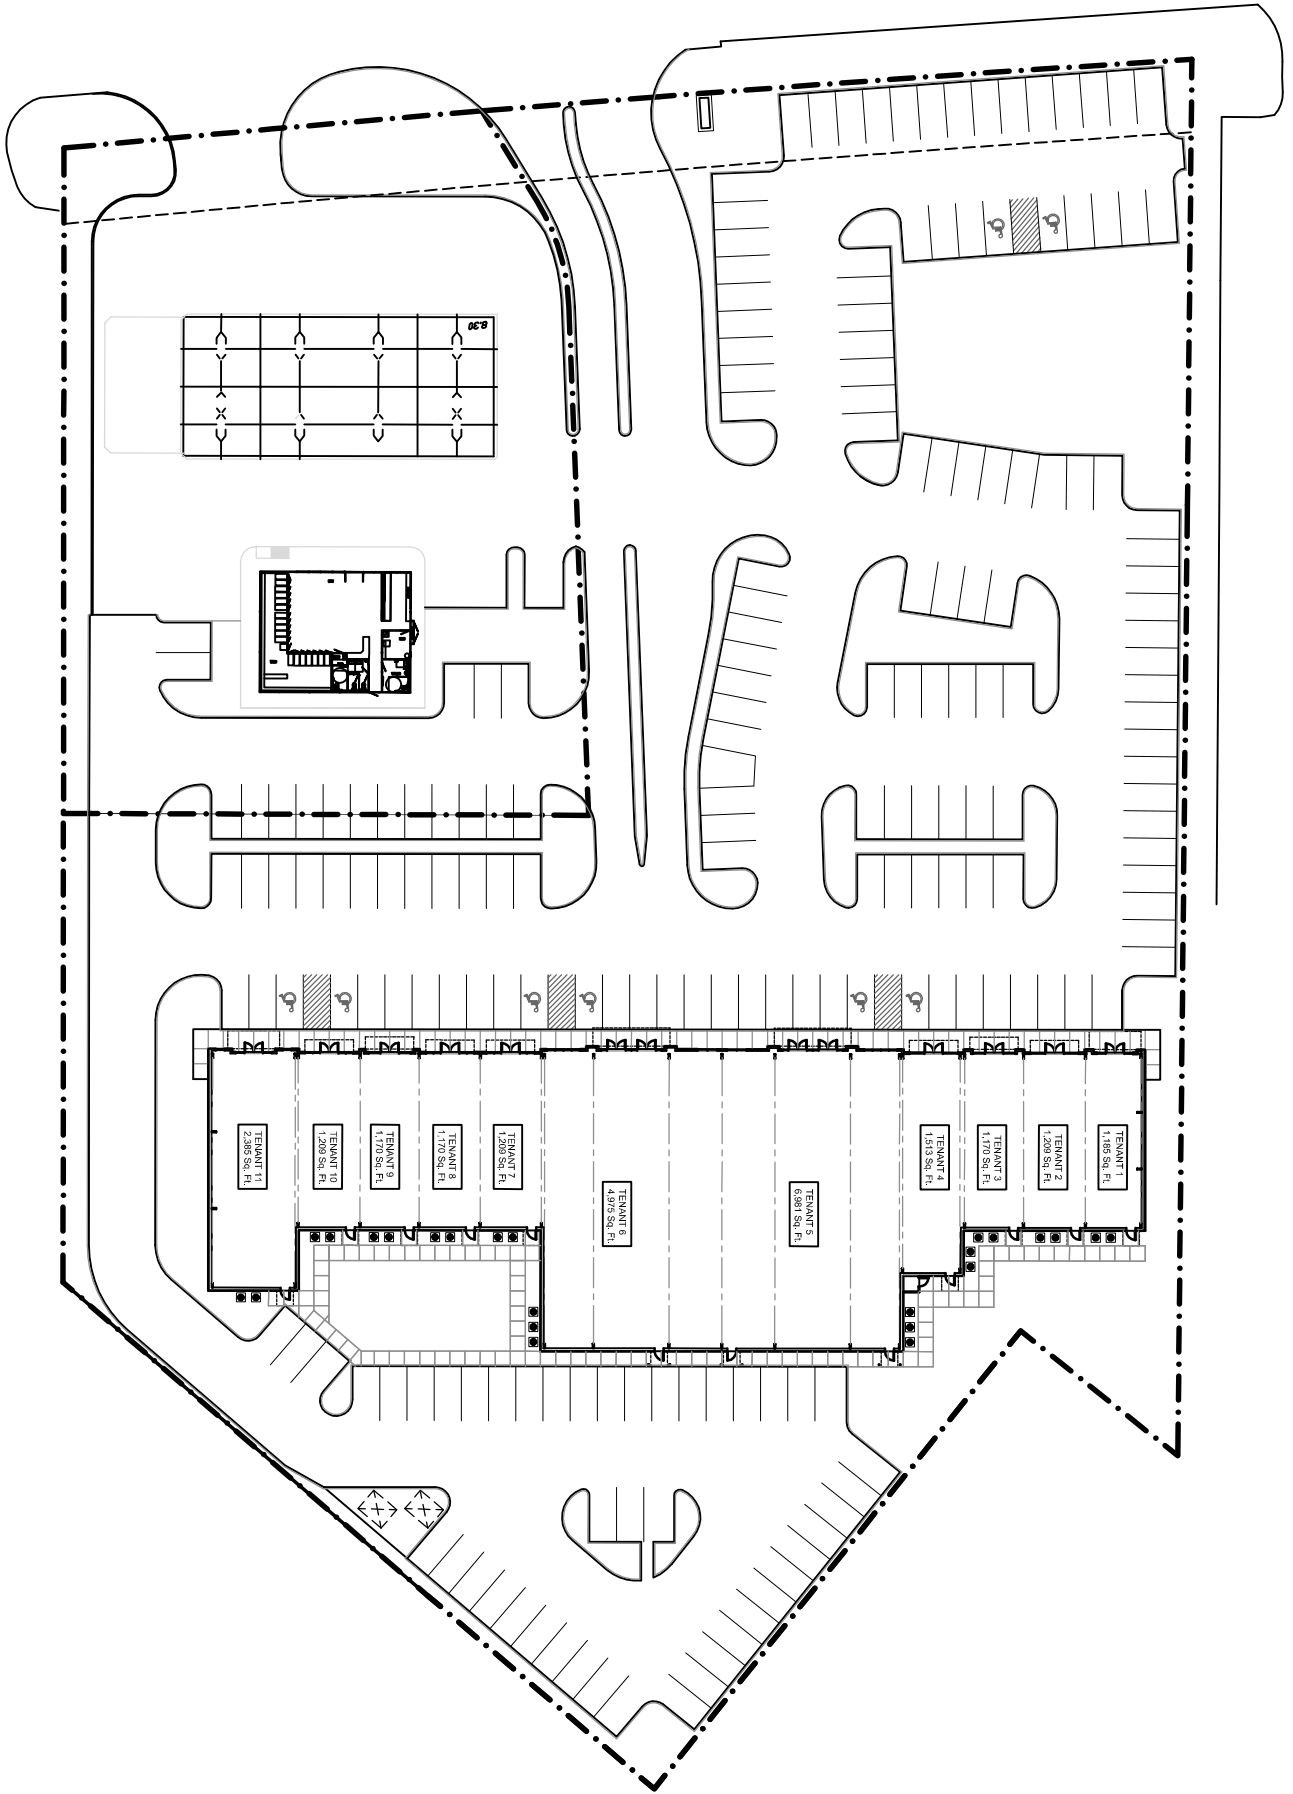 8.30
TENANT 11
2,385 Sq. Ft.
TENANT 10
1,209 Sq. Ft.
TENANT 9
1,170 Sq. Ft.
TENANT 8
1,170 Sq. Ft.
TENANT 7
1,209 Sq. Ft.
TENANT 6
4,975 Sq. Ft.
TENANT 5
6,981 Sq. Ft.
TENANT 4
1,513 Sq. Ft.
TENANT 3
1,170 Sq. Ft.
TENANT 2
1,209 Sq. Ft.
TENANT 1
1,185 Sq. Ft.